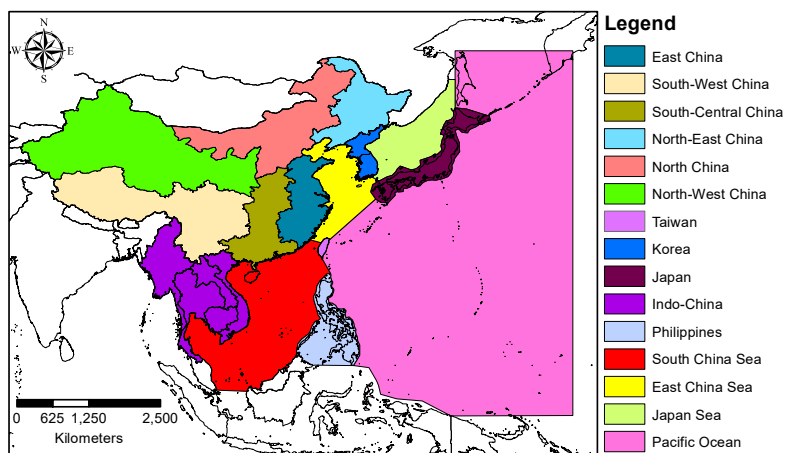 N
W
E
S
Legend
East China
South-West China
South-Central China
North-East China
North China
North-West China
Taiwan
Korea
Japan
Indo-China
Philippines
South China Sea
East China Sea
Japan Sea
Pacific Ocean
0 625 1,250 2,500
Kilometers